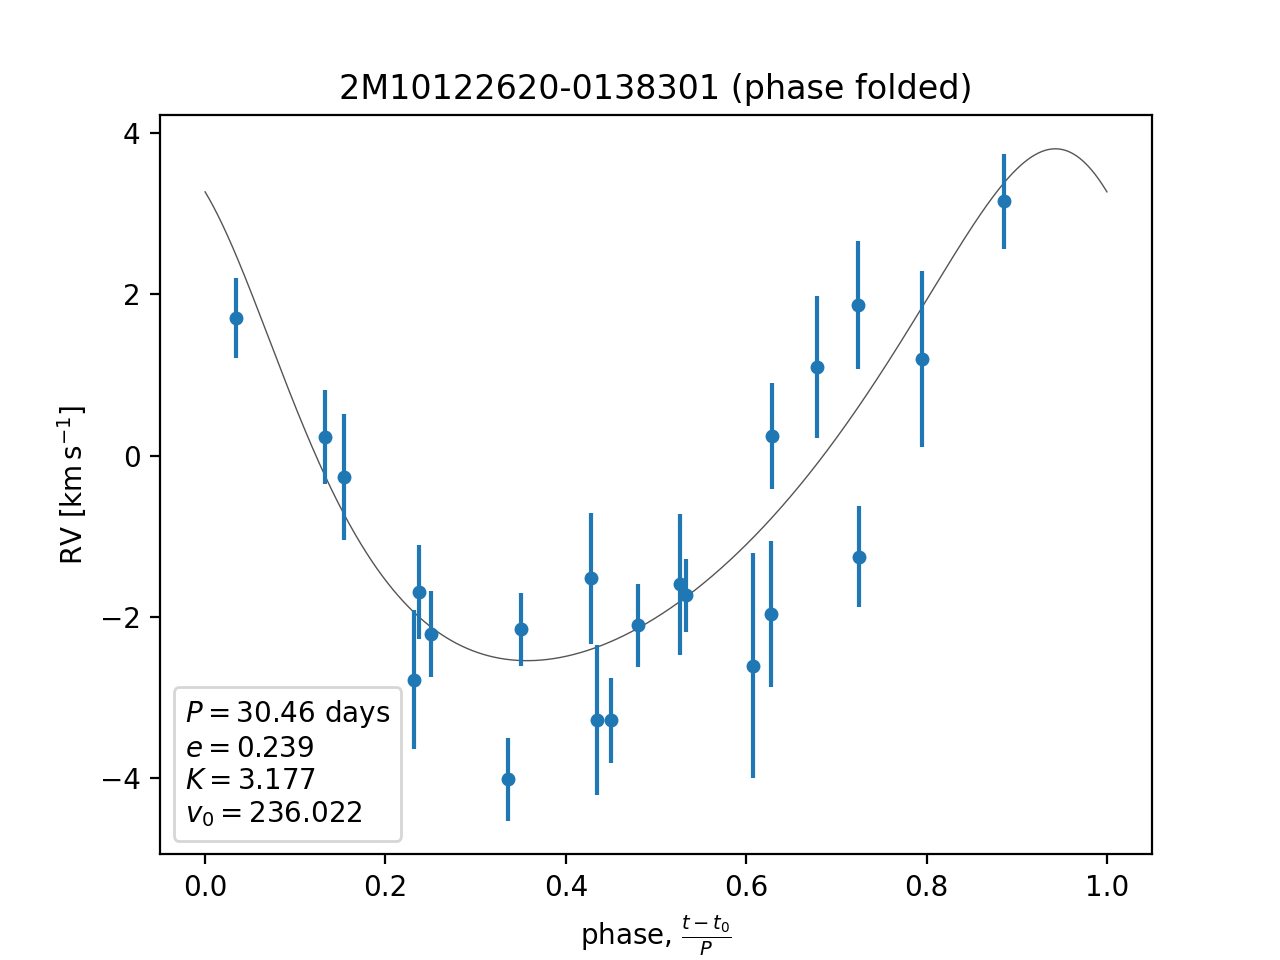 2M10122620-0138301 (phase folded)
4
2
0
−2
−4
RV [km s⁻¹]
P = 30.46 days
e = 0.239
K = 3.177
v₀ = 236.022
0.0 0.2 0.4 0.6 0.8 1.0
phase, (t − t₀)/P